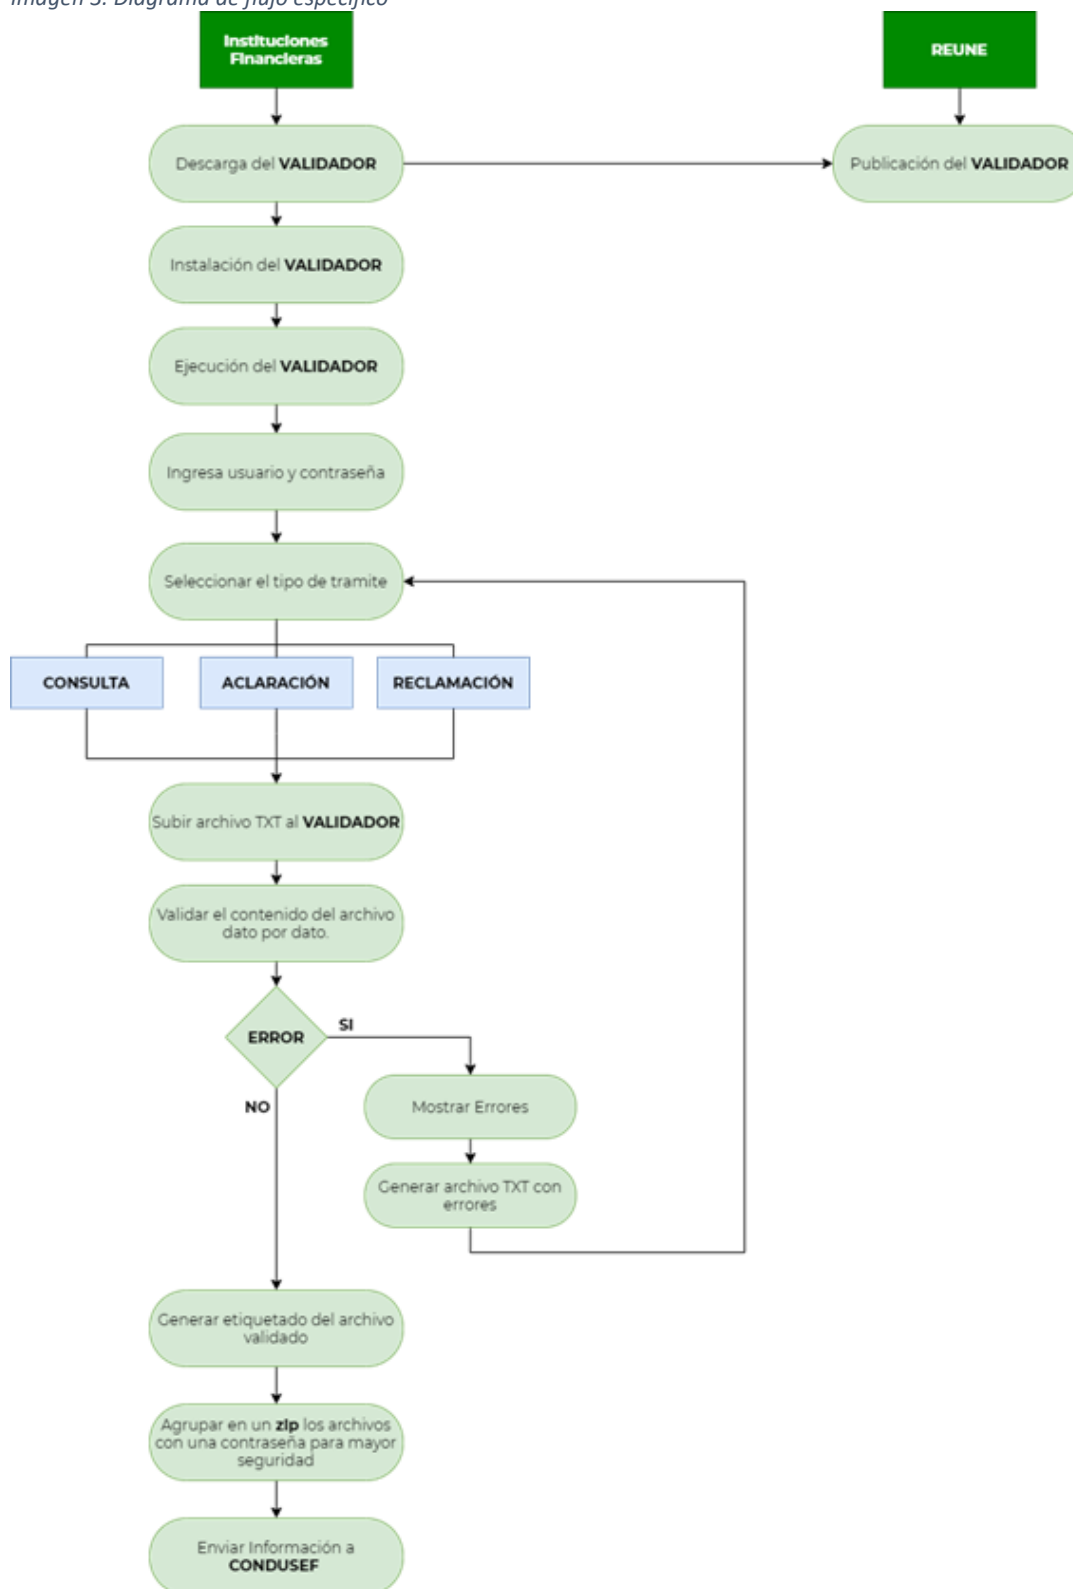 Imagen 3. Diagrama de flujo específico
Instituciones
Financieras
REUNE
Descarga del VALIDADOR
Publicación del VALIDADOR
Instalación del VALIDADOR
Ejecución del VALIDADOR
Ingresa usuario y contraseña
Seleccionar el tipo de tramite
CONSULTA
ACLARACIÓN
RECLAMACIÓN
Subir archivo TXT al VALIDADOR
Validar el contenido del archivo
dato por dato.
ERROR
SI
NO
Mostrar Errores
Generar archivo TXT con
errores
Generar etiquetado del archivo
validado
Agrupar en un zip los archivos
con una contraseña para mayor
seguridad
Enviar Información a
CONDUSEF